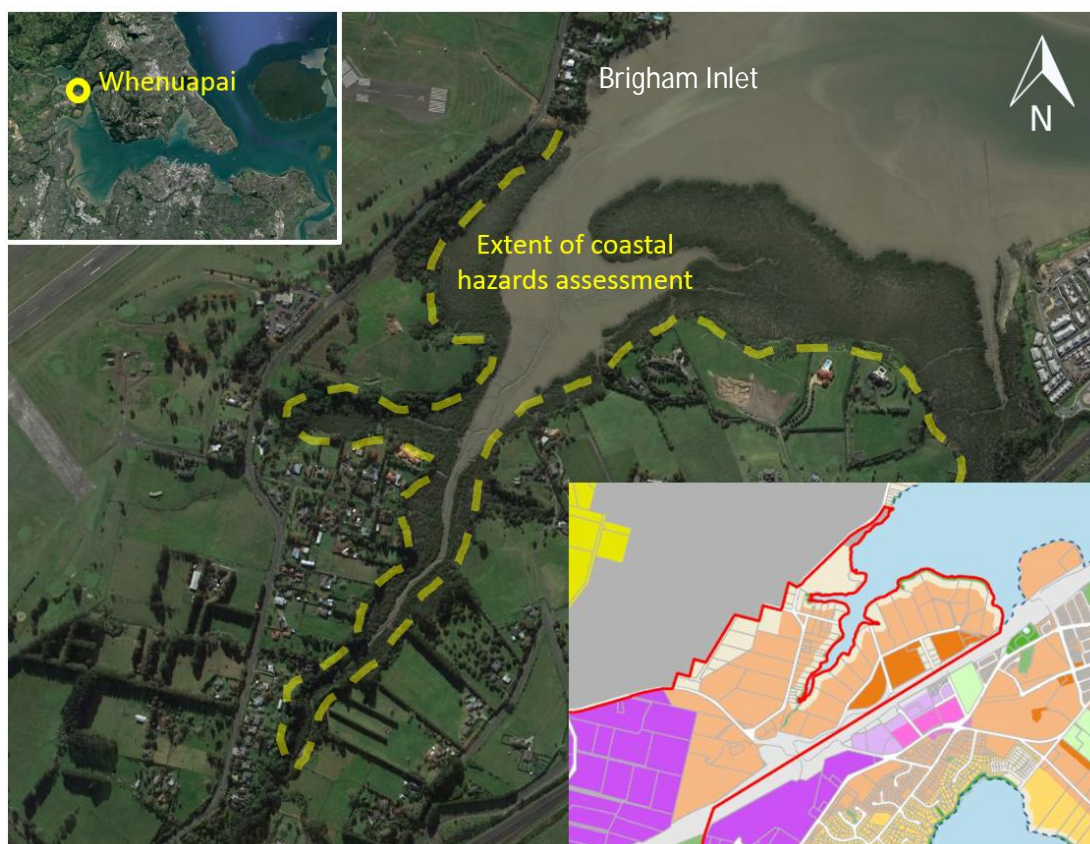 Whenuapai
Brigham Inlet
N
Extent of coastal
hazards assessment